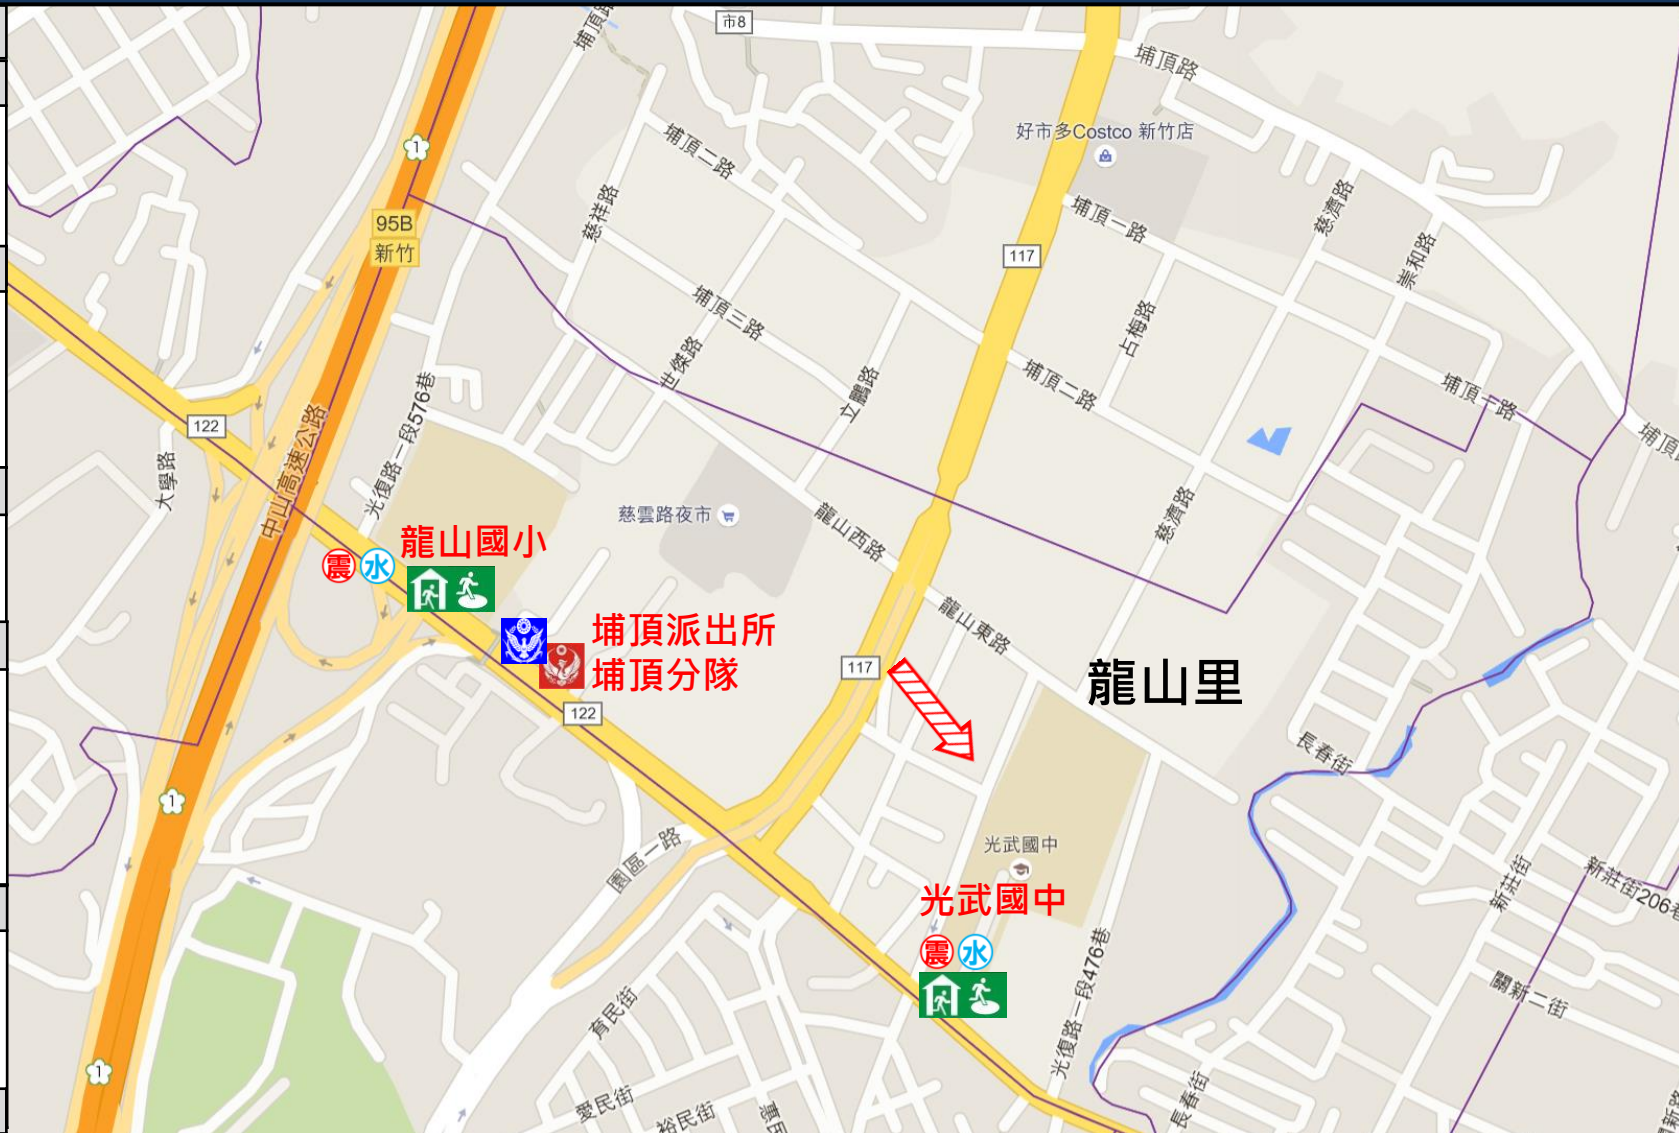 市8
埔頂路
埔頂路
好市多Costco 新竹店
1
埔頂二路
慈祥路
慈濟路
埔頂一路
95B
新竹
崇和路
117
埔頂三路
占梅路
世傑路
立鵬路
埔頂二路
埔頂一路
光復路一段576巷
122
中山高速公路
大學路
埔頂
慈雲路夜市
龍山西路
慈濟路
龍山國小
震
水
龍山東路
埔頂派出所
埔頂分隊
117
龍山里
122
長春街
1
園區一路
光武國中
光武國中
新莊街
新莊街206巷
震
水
光復路一段476巷
關新二街
育民街
1
愛民街
裕民街
長春街